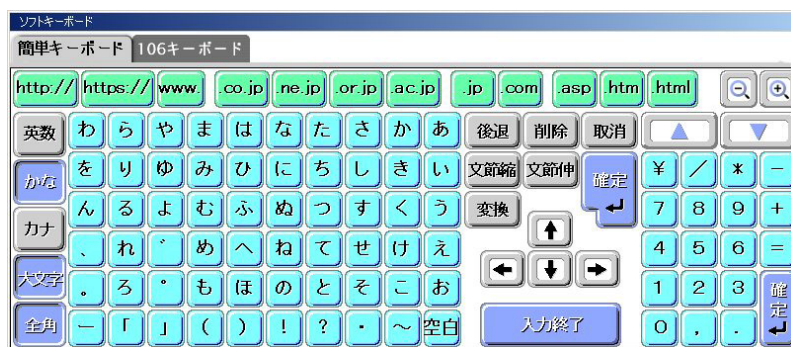 ソフトキーボード
簡単キーボード 106キーボード
http:// https:// www. .co.jp .ne.jp .or.jp .ac.jp .jp .com .asp .htm .html
英数 わ ら や ま は な た さ か あ 後退 削除 取消
かな を り ゆ み ひ に ち し き い 文節縮 文節伸 確定 ¥ / * -
カナ ん る よ む ふ ぬ つ す く う 変換 7 8 9 +
、 れ ゛ め へ ね て せ け え 4 5 6 =
大文字 。 ろ ゜ も ほ の と そ こ お 1 2 3 確定
全角 ー 「 」 ( ) ! ? ・ ~ 空白 入力終了 0 , .